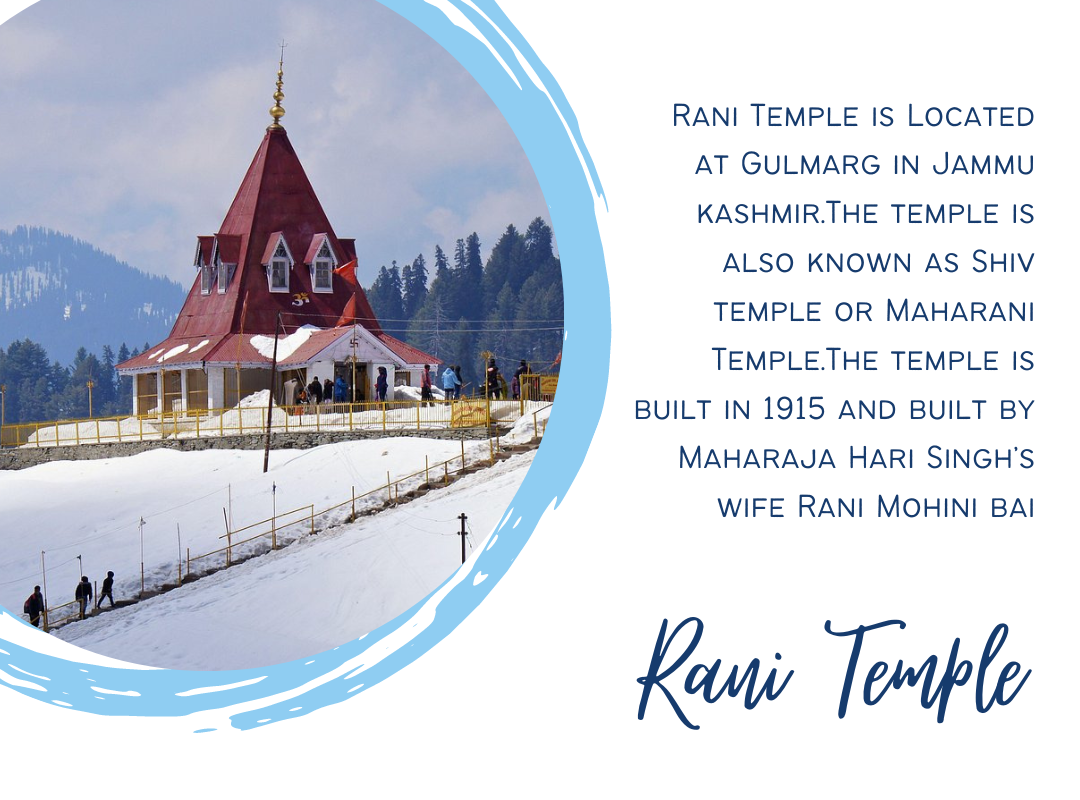 ॐ
卐
Rani Temple is Located
at Gulmarg in Jammu
kashmir.The temple is
also known as Shiv
temple or Maharani
Temple.The temple is
built in 1915 and built by
Maharaja Hari Singh's
wife Rani Mohini bai
Rani Temple